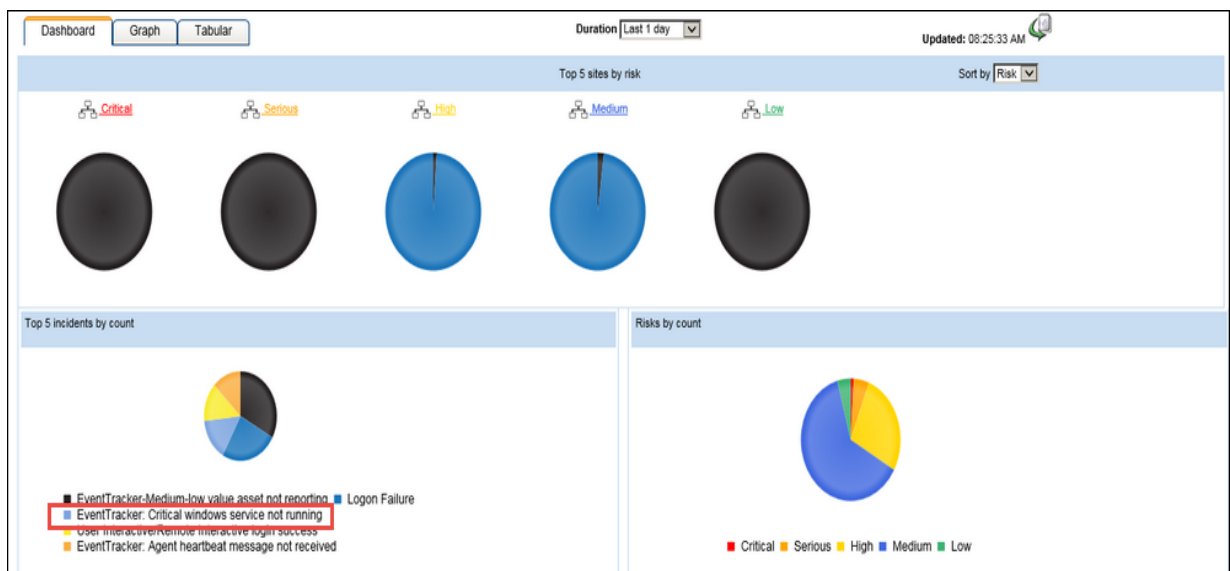 Dashboard Graph Tabular Duration Last 1 day Updated: 08:25:33 AM
Top 5 sites by risk Sort by Risk
Critical Serious High Medium Low
Top 5 incidents by count Risks by count
EventTracker-Medium-low value asset not reporting Logon Failure
EventTracker: Critical windows service not running
User Interactive/Remote Interactive login success
EventTracker: Agent heartbeat message not received
Critical Serious High Medium Low